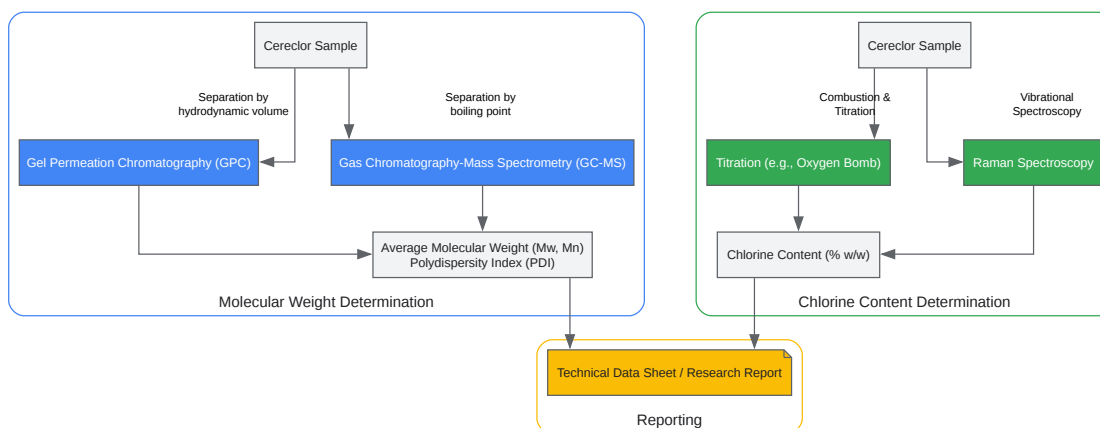 Cereclor Sample
Separation by
hydrodynamic volume
Separation by
boiling point
Gel Permeation Chromatography (GPC)
Gas Chromatography-Mass Spectrometry (GC-MS)
Average Molecular Weight (Mw, Mn)
Polydispersity Index (PDI)
Molecular Weight Determination
Cereclor Sample
Combustion &
Titration
Vibrational
Spectroscopy
Titration (e.g., Oxygen Bomb)
Raman Spectroscopy
Chlorine Content (% w/w)
Chlorine Content Determination
Technical Data Sheet / Research Report
Reporting